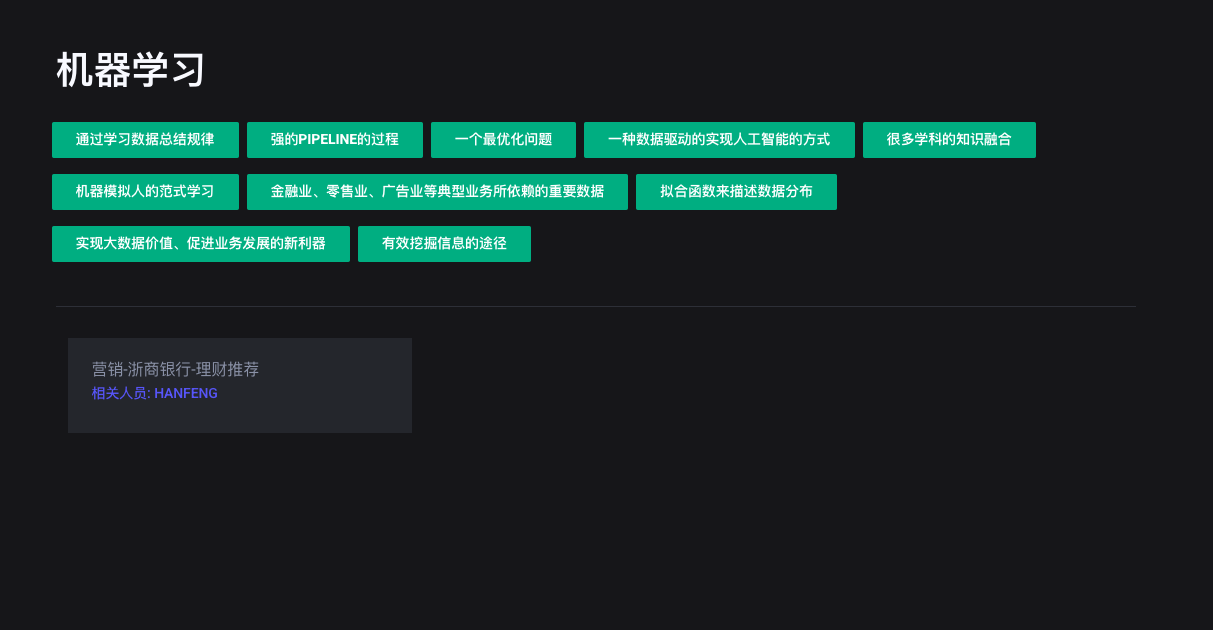 机器学习
通过学习数据总结规律 强的PIPELINE的过程 一个最优化问题 一种数据驱动的实现人工智能的方式 很多学科的知识融合
机器模拟人的范式学习 金融业、零售业、广告业等典型业务所依赖的重要数据 拟合函数来描述数据分布
实现大数据价值、促进业务发展的新利器 有效挖掘信息的途径
营销-浙商银行-理财推荐
相关人员: HANFENG